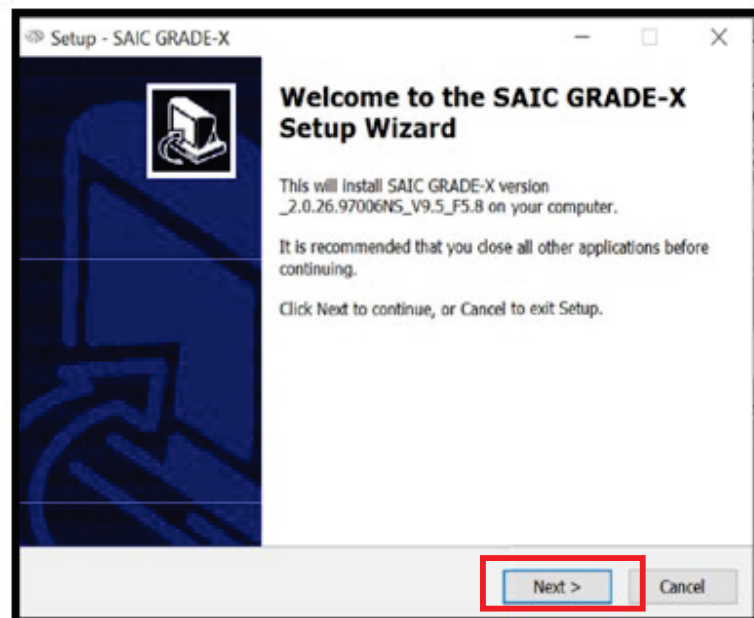 Setup - SAIC GRADE-X
Welcome to the SAIC GRADE-X
Setup Wizard
This will install SAIC GRADE-X version
_2.0.26.97006NS_V9.5_F5.8 on your computer.
It is recommended that you close all other applications before
continuing.
Click Next to continue, or Cancel to exit Setup.
Next >
Cancel